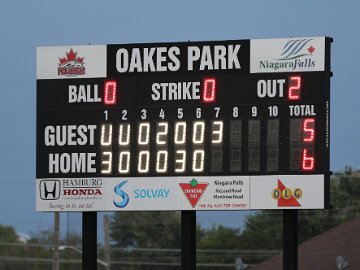 OAKES PARK
NiagaraFalls
CANADA
BALL 0 STRIKE 0 OUT 2
1 2 3 4 5 6 7 8 9 10 TOTAL
GUEST 0 0 0 2 0 0 3 5
HOME 3 0 0 0 3 0 6
HAMBURG
HONDA
SOLVAY
Niagara Falls
OLG